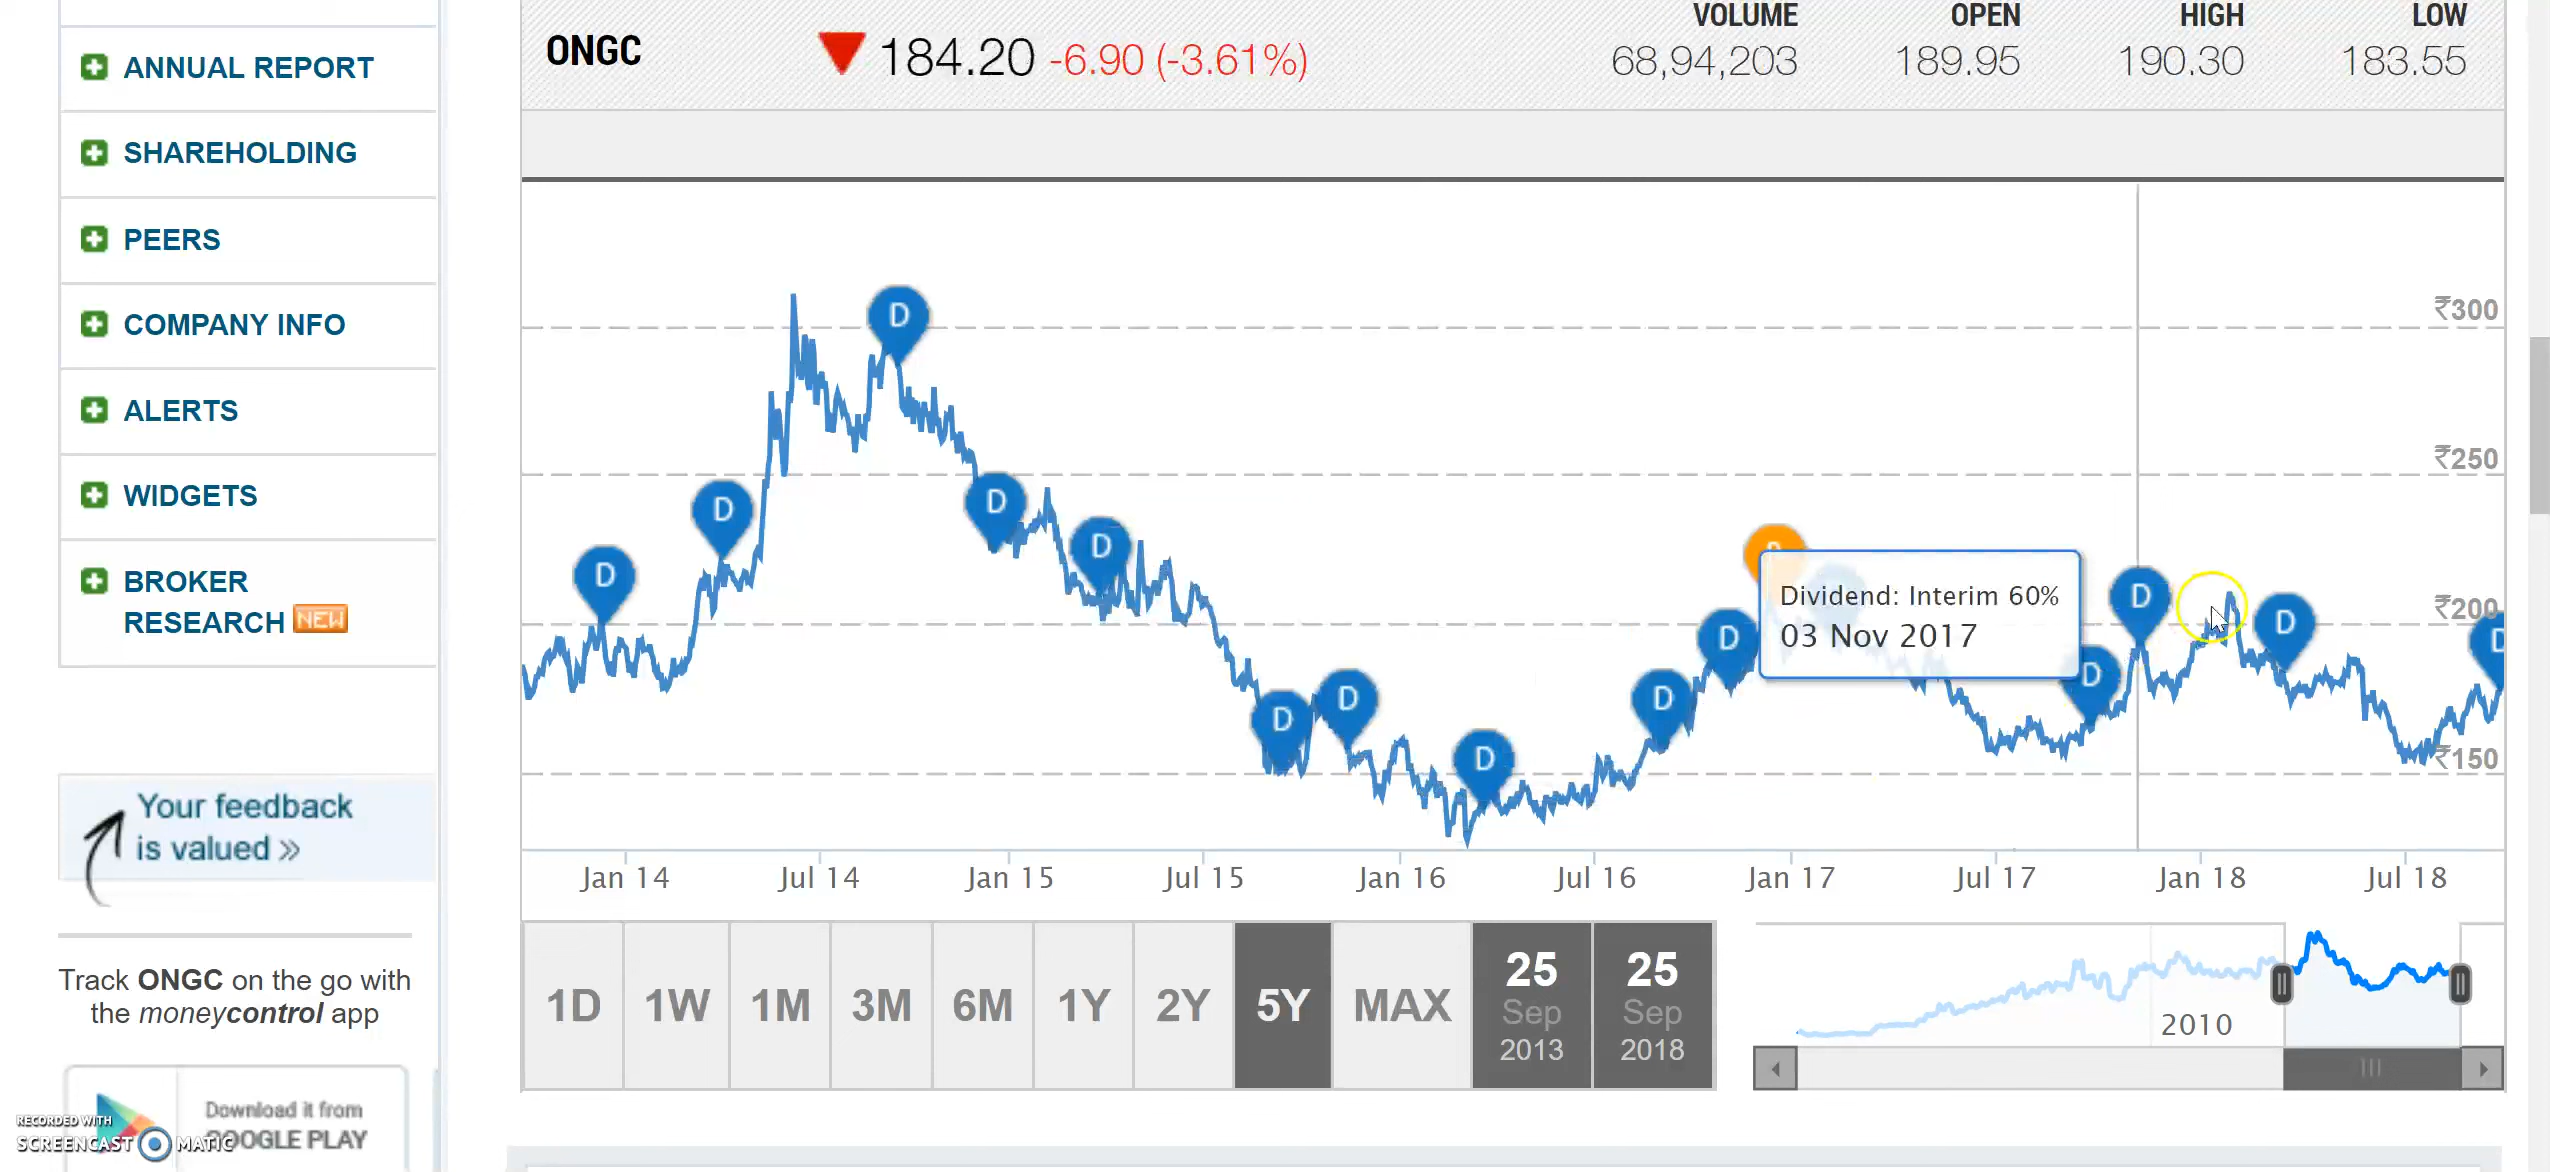 ANNUAL REPORT
SHAREHOLDING
PEERS
COMPANY INFO
ALERTS
WIDGETS
BROKER
RESEARCH NEW
Your feedback
is valued »
Track ONGC on the go with
the moneycontrol app
Download it from
GOOGLE PLAY
RECORDED WITH
SCREENCAST MATIC
ONGC
184.20 -6.90 (-3.61%)
VOLUME OPEN HIGH LOW
68,94,203 189.95 190.30 183.55
₹300
₹250
₹200
₹150
D
D
D
D
D
D
D
D
D
D
D
D
D
D
Dividend: Interim 60%
03 Nov 2017
Jan 14 Jul 14 Jan 15 Jul 15 Jan 16 Jul 16 Jan 17 Jul 17 Jan 18 Jul 18
1D 1W 1M 3M 6M 1Y 2Y 5Y MAX
25
Sep
2013
25
Sep
2018
2010